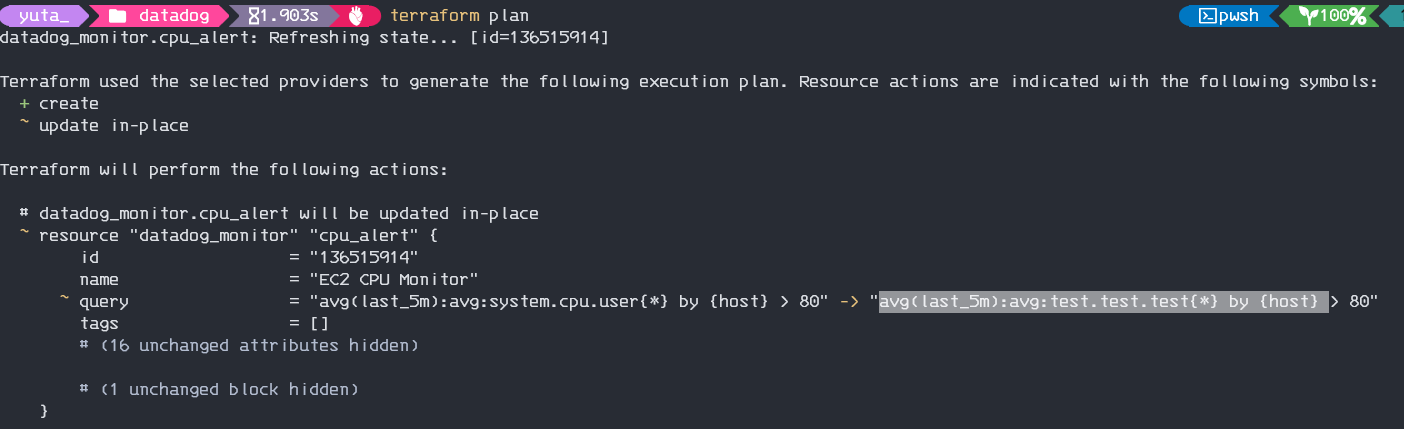 yuta_ datadog 1.903s terraform plan pwsh 100%
datadog_monitor.cpu_alert: Refreshing state... [id=136515914]
Terraform used the selected providers to generate the following execution plan. Resource actions are indicated with the following symbols:
+ create
~ update in-place
Terraform will perform the following actions:
# datadog_monitor.cpu_alert will be updated in-place
~ resource "datadog_monitor" "cpu_alert" {
id = "136515914"
name = "EC2 CPU Monitor"
~ query = "avg(last_5m):avg:system.cpu.user{*} by {host} > 80" -> "avg(last_5m):avg:test.test.test{*} by {host} > 80"
tags = []
# (16 unchanged attributes hidden)
# (1 unchanged block hidden)
}